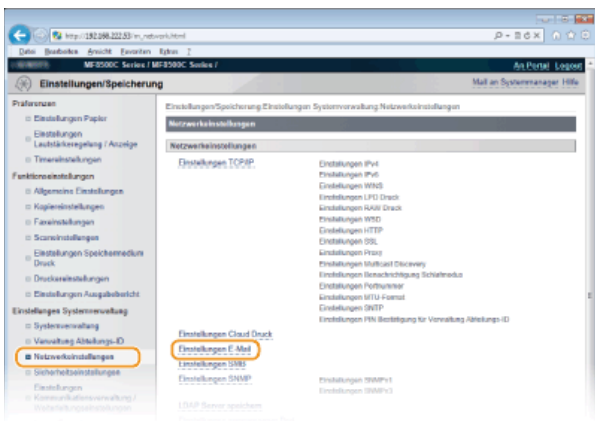 http://192.168.222.53/m_network.html
Datei Bearbeiten Ansicht Favoriten Extras ?
MF8500C Series / MF8500C Series /
An Portal Logout
Einstellungen/Speicherung
Mail an Systemmanager Hilfe
Präferenzen
Einstellungen Papier
Einstellungen
Lautstärkeregelung / Anzeige
Timereinstellungen
Funktionseinstellungen
Allgemeine Einstellungen
Kopiereinstellungen
Faxeinstellungen
Scaneinstellungen
Einstellungen Speichermedium
Druck
Druckereinstellungen
Einstellungen Ausgabebericht
Einstellungen Systemverwaltung
Systemverwaltung
Verwaltung Abteilungs-ID
Netzwerkeinstellungen
Sicherheitseinstellungen
Einstellungen
Kommunikationsverwaltung /
Weiterleitungseinstellungen
Einstellungen/Speicherung:Einstellungen Systemverwaltung:Netzwerkeinstellungen
Netzwerkeinstellungen
Netzwerkeinstellungen
Einstellungen TCP/IP
Einstellungen IPv4
Einstellungen IPv6
Einstellungen WINS
Einstellungen LPD Druck
Einstellungen RAW Druck
Einstellungen WSD
Einstellungen HTTP
Einstellungen SSL
Einstellungen Proxy
Einstellungen Multicast Discovery
Einstellungen Benachrichtigung Schlafmodus
Einstellungen Portnummer
Einstellungen MTU-Format
Einstellungen SNTP
Einstellungen PIN Bestätigung für Verwaltung Abteilungs-ID
Einstellungen Cloud Druck
Einstellungen E-Mail
Einstellungen SMB
Einstellungen SNMP
Einstellungen SNMPv1
Einstellungen SNMPv3
LDAP Server speichern